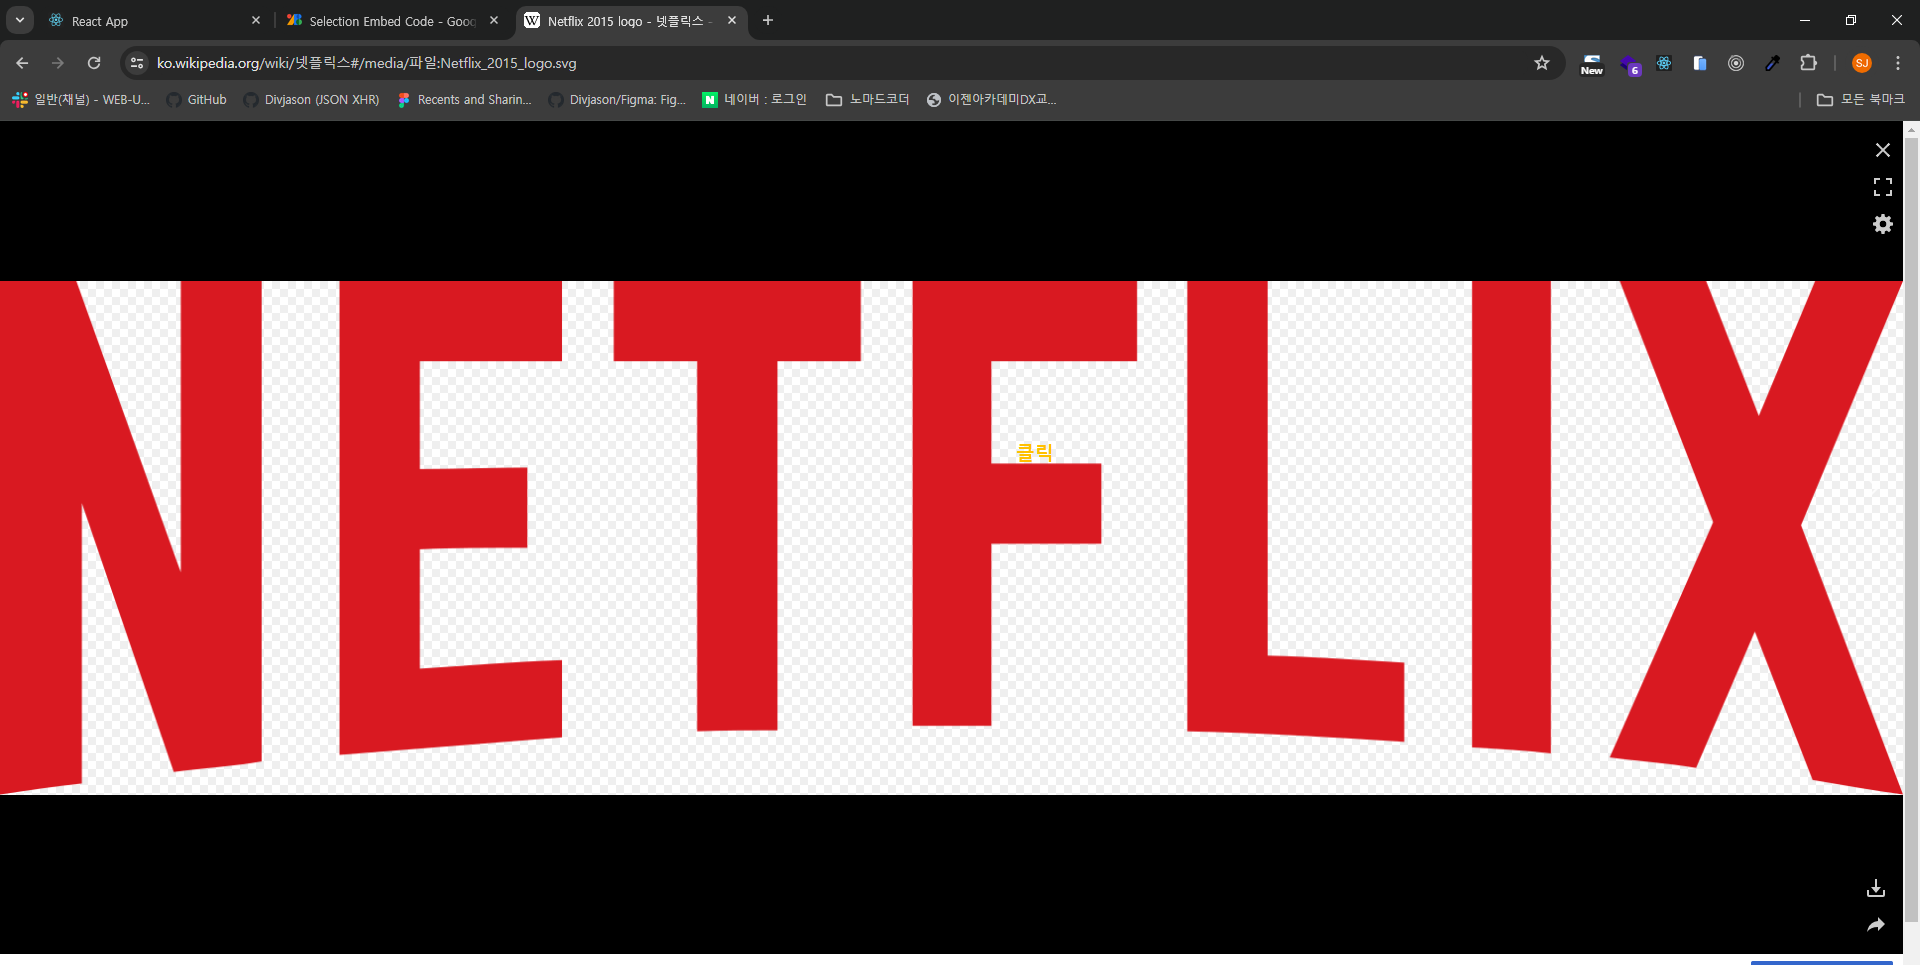 React App
Selection Embed Code - Goog
Netflix 2015 logo - 넷플릭스 -
ko.wikipedia.org/wiki/넷플릭스#/media/파일:Netflix_2015_logo.svg
New
6
SJ
일반(채널) - WEB-U...
GitHub
Divjason (JSON XHR)
Recents and Sharin...
Divjason/Figma: Fig...
N
네이버 : 로그인
노마드코더
이젠아카데미DX교...
모든 북마크
NETFLIX
클릭